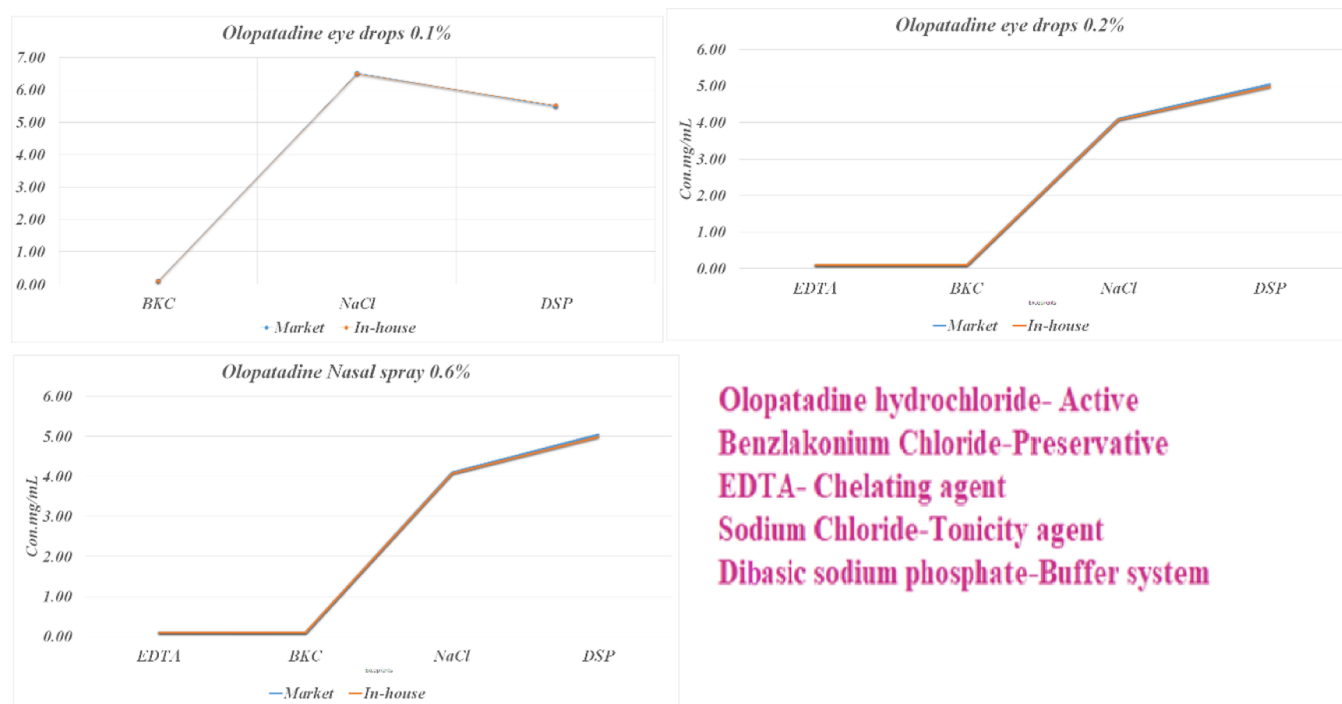 Olopatadine eye drops 0.1%
7.00
6.00
5.00
4.00
3.00
2.00
1.00
0.00
BKC NaCl DSP
Market In-house
Olopatadine eye drops 0.2%
Con.mg/mL
6.00
5.00
4.00
3.00
2.00
1.00
0.00
EDTA BKC NaCl DSP
Market In-house
Olopatadine Nasal spray 0.6%
Con.mg/mL
6.00
5.00
4.00
3.00
2.00
1.00
0.00
EDTA BKC NaCl DSP
Market In-house
Olopatadine hydrochloride- Active
Benzlakonium Chloride-Preservative
EDTA- Chelating agent
Sodium Chloride-Tonicity agent
Dibasic sodium phosphate-Buffer system